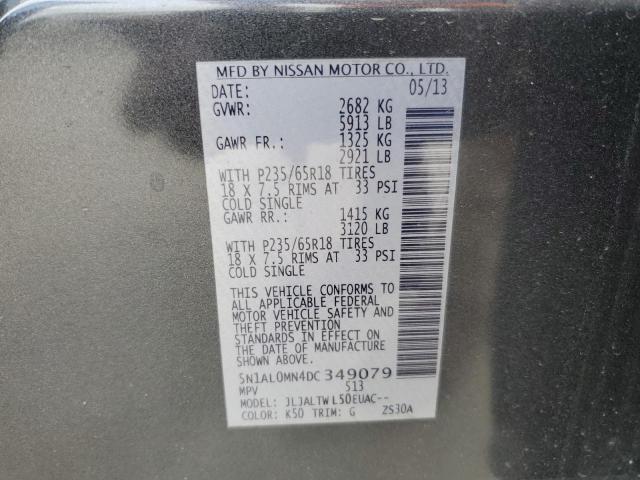 MFD BY NISSAN MOTOR CO., LTD.
DATE: 05/13
GVWR: 2682 KG
5913 LB
GAWR FR.: 1325 KG
2921 LB
WITH P235/65R18 TIRES
18 X 7.5 RIMS AT 33 PSI
COLD SINGLE
GAWR RR.: 1415 KG
3120 LB
WITH P235/65R18 TIRES
18 X 7.5 RIMS AT 33 PSI
COLD SINGLE
THIS VEHICLE CONFORMS TO
ALL APPLICABLE FEDERAL
MOTOR VEHICLE SAFETY AND
THEFT PREVENTION
STANDARDS IN EFFECT ON
THE DATE OF MANUFACTURE
SHOWN ABOVE.
5N1AL0MN4DC349079
MPV 513
MODEL: JLJALTWL50EUAC--
COLOR: K50 TRIM: G ZS30A